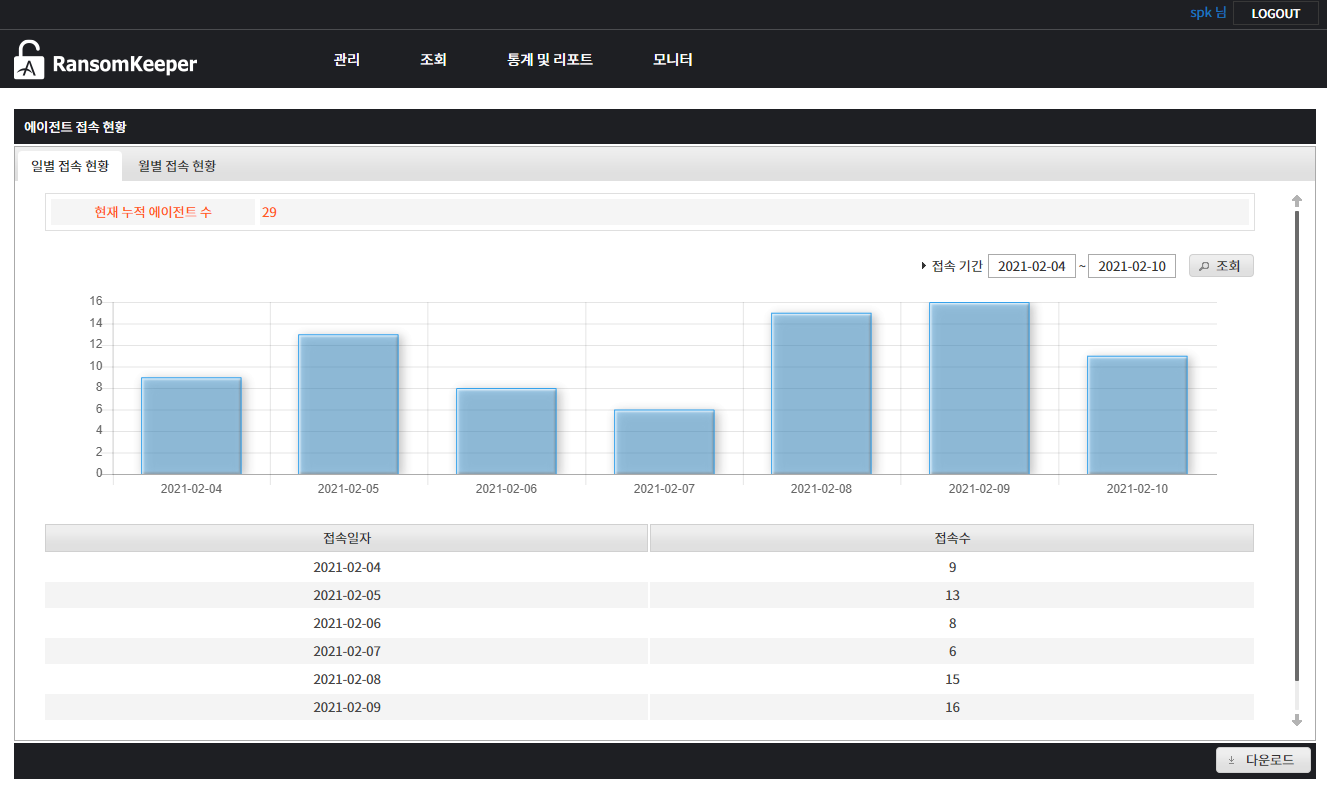 spk 님 LOGOUT
RansomKeeper 관리 조회 통계 및 리포트 모니터
에이전트 접속 현황
일별 접속 현황 월별 접속 현황
현재 누적 에이전트 수 29
접속 기간 2021-02-04 ~ 2021-02-10 조회
16
14
12
10
8
6
4
2
0
2021-02-04 2021-02-05 2021-02-06 2021-02-07 2021-02-08 2021-02-09 2021-02-10
접속일자 접속수
2021-02-04 9
2021-02-05 13
2021-02-06 8
2021-02-07 6
2021-02-08 15
2021-02-09 16
다운로드